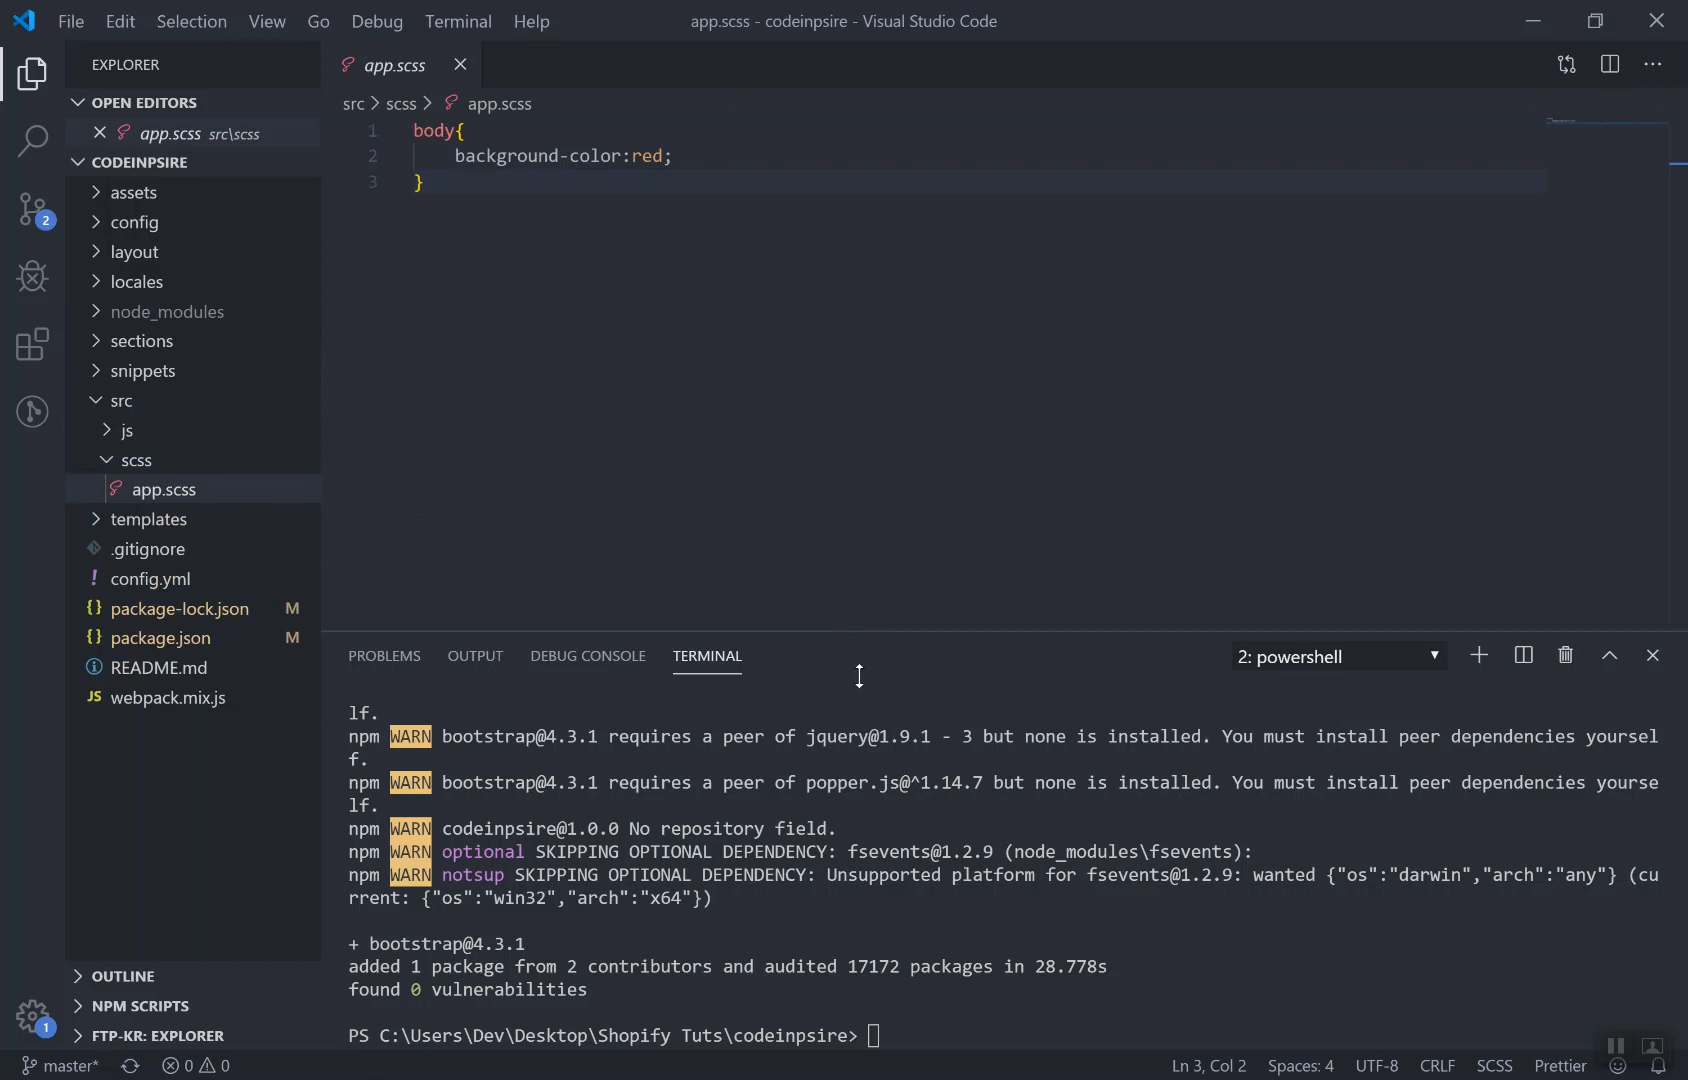 File Edit Selection View Go Debug Terminal Help
app.scss - codeinpsire - Visual Studio Code
EXPLORER
OPEN EDITORS
app.scss src\scss
CODEINPSIRE
assets
config
layout
locales
node_modules
sections
snippets
src
js
scss
app.scss
templates
.gitignore
config.yml
package-lock.json M
package.json M
README.md
webpack.mix.js
OUTLINE
NPM SCRIPTS
FTP-KR: EXPLORER
2
1
app.scss
src > scss > app.scss
1 body{
2 background-color:red;
3 }
PROBLEMS OUTPUT DEBUG CONSOLE TERMINAL
2: powershell
lf.
npm WARN bootstrap@4.3.1 requires a peer of jquery@1.9.1 - 3 but none is installed. You must install peer dependencies yoursel
f.
npm WARN bootstrap@4.3.1 requires a peer of popper.js@^1.14.7 but none is installed. You must install peer dependencies yourse
lf.
npm WARN codeinpsire@1.0.0 No repository field.
npm WARN optional SKIPPING OPTIONAL DEPENDENCY: fsevents@1.2.9 (node_modules\fsevents):
npm WARN notsup SKIPPING OPTIONAL DEPENDENCY: Unsupported platform for fsevents@1.2.9: wanted {"os":"darwin","arch":"any"} (cu
rrent: {"os":"win32","arch":"x64"})
+ bootstrap@4.3.1
added 1 package from 2 contributors and audited 17172 packages in 28.778s
found 0 vulnerabilities
PS C:\Users\Dev\Desktop\Shopify Tuts\codeinpsire>
master* 0 0
Ln 3, Col 2 Spaces: 4 UTF-8 CRLF SCSS Prettier